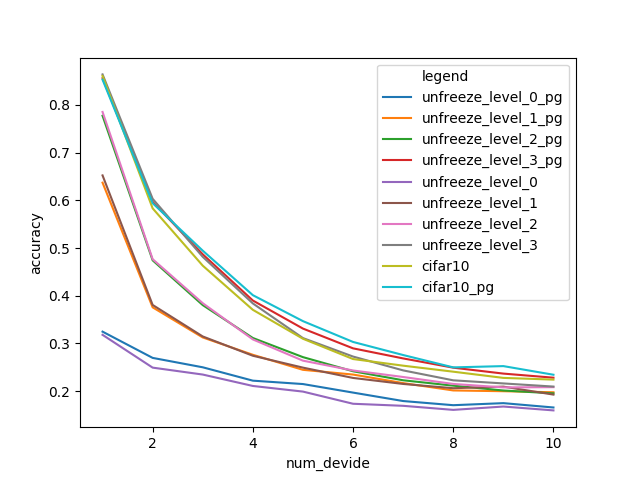 legend
unfreeze_level_0_pg
unfreeze_level_1_pg
unfreeze_level_2_pg
unfreeze_level_3_pg
unfreeze_level_0
unfreeze_level_1
unfreeze_level_2
unfreeze_level_3
cifar10
cifar10_pg
accuracy
0.8
0.7
0.6
0.5
0.4
0.3
0.2
2
4
6
8
10
num_devide